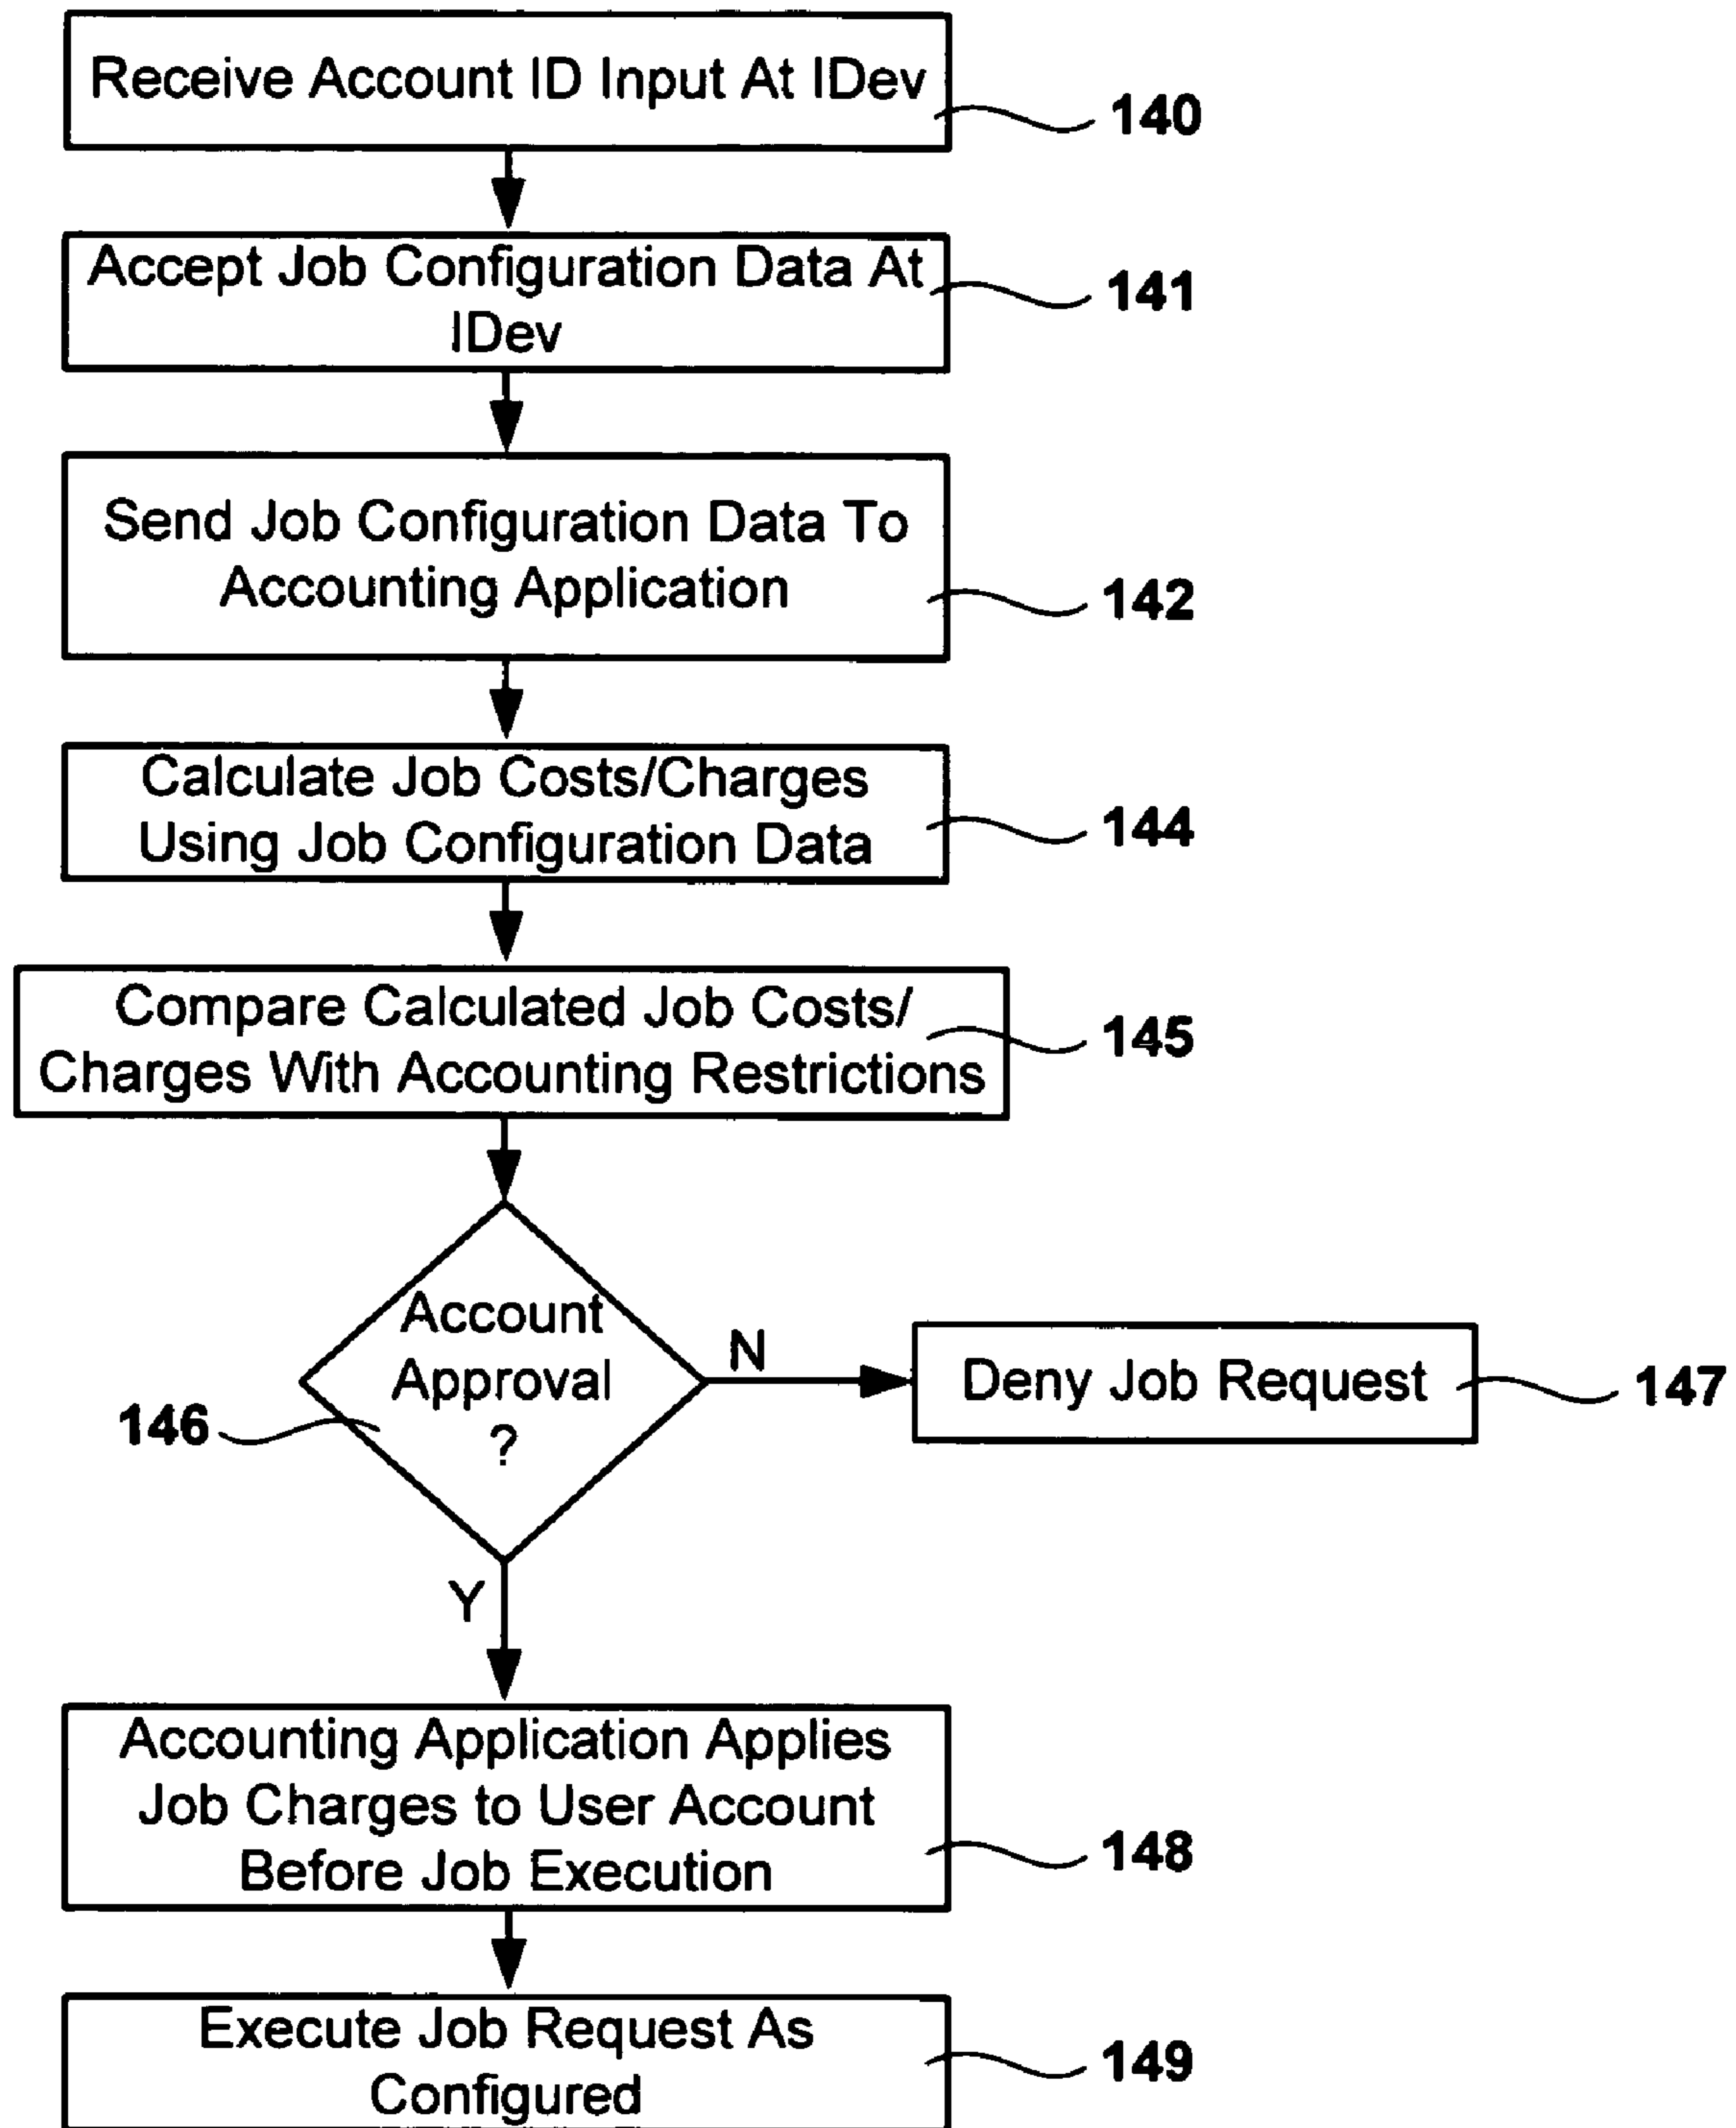 Receive Account ID Input At IDev
140
Accept Job Configuration Data At
IDev
141
Send Job Configuration Data To
Accounting Application
142
Calculate Job Costs/Charges
Using Job Configuration Data
144
Compare Calculated Job Costs/
Charges With Accounting Restrictions
145
Account
Approval
?
146
N
Deny Job Request
147
Y
Accounting Application Applies
Job Charges to User Account
Before Job Execution
148
Execute Job Request As
Configured
149